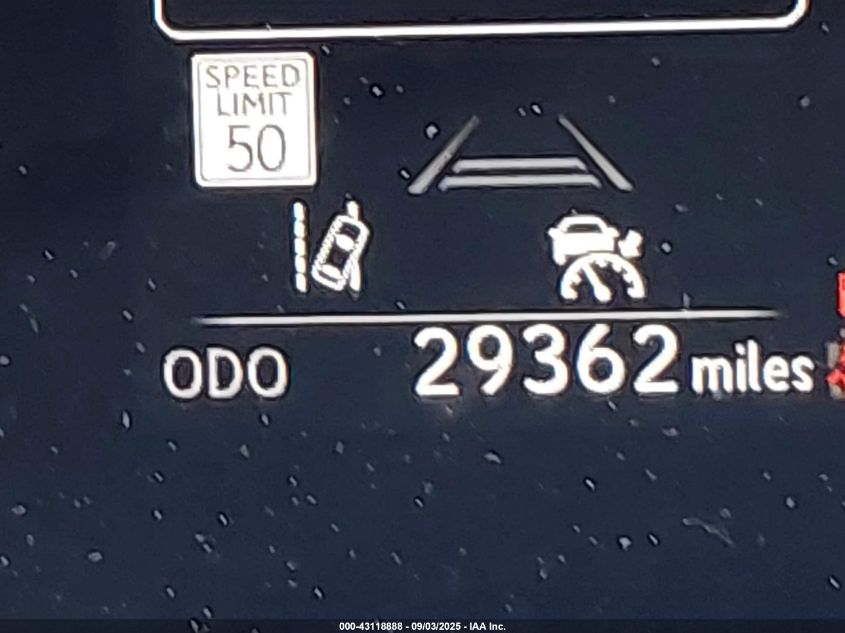 SPEED
LIMIT
50
ODO 29362 miles
000-43118888 - 09/03/2025 - IAA Inc.